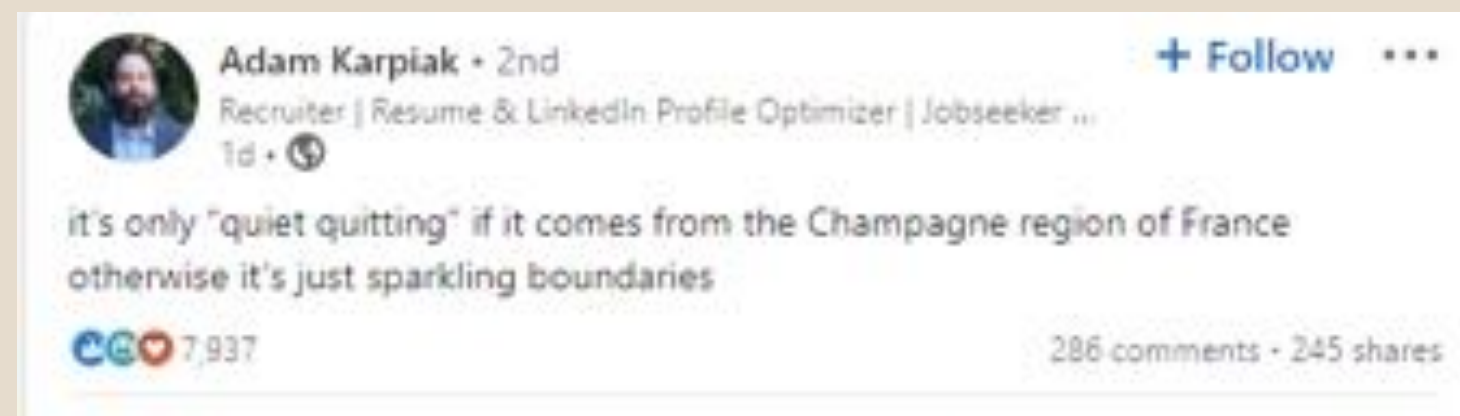 Adam Karpiak • 2nd
+ Follow ...
Recruiter | Resume & LinkedIn Profile Optimizer | Jobseeker ...
1d •
it's only "quiet quitting" if it comes from the Champagne region of France
otherwise it's just sparkling boundaries
7,937
286 comments • 245 shares